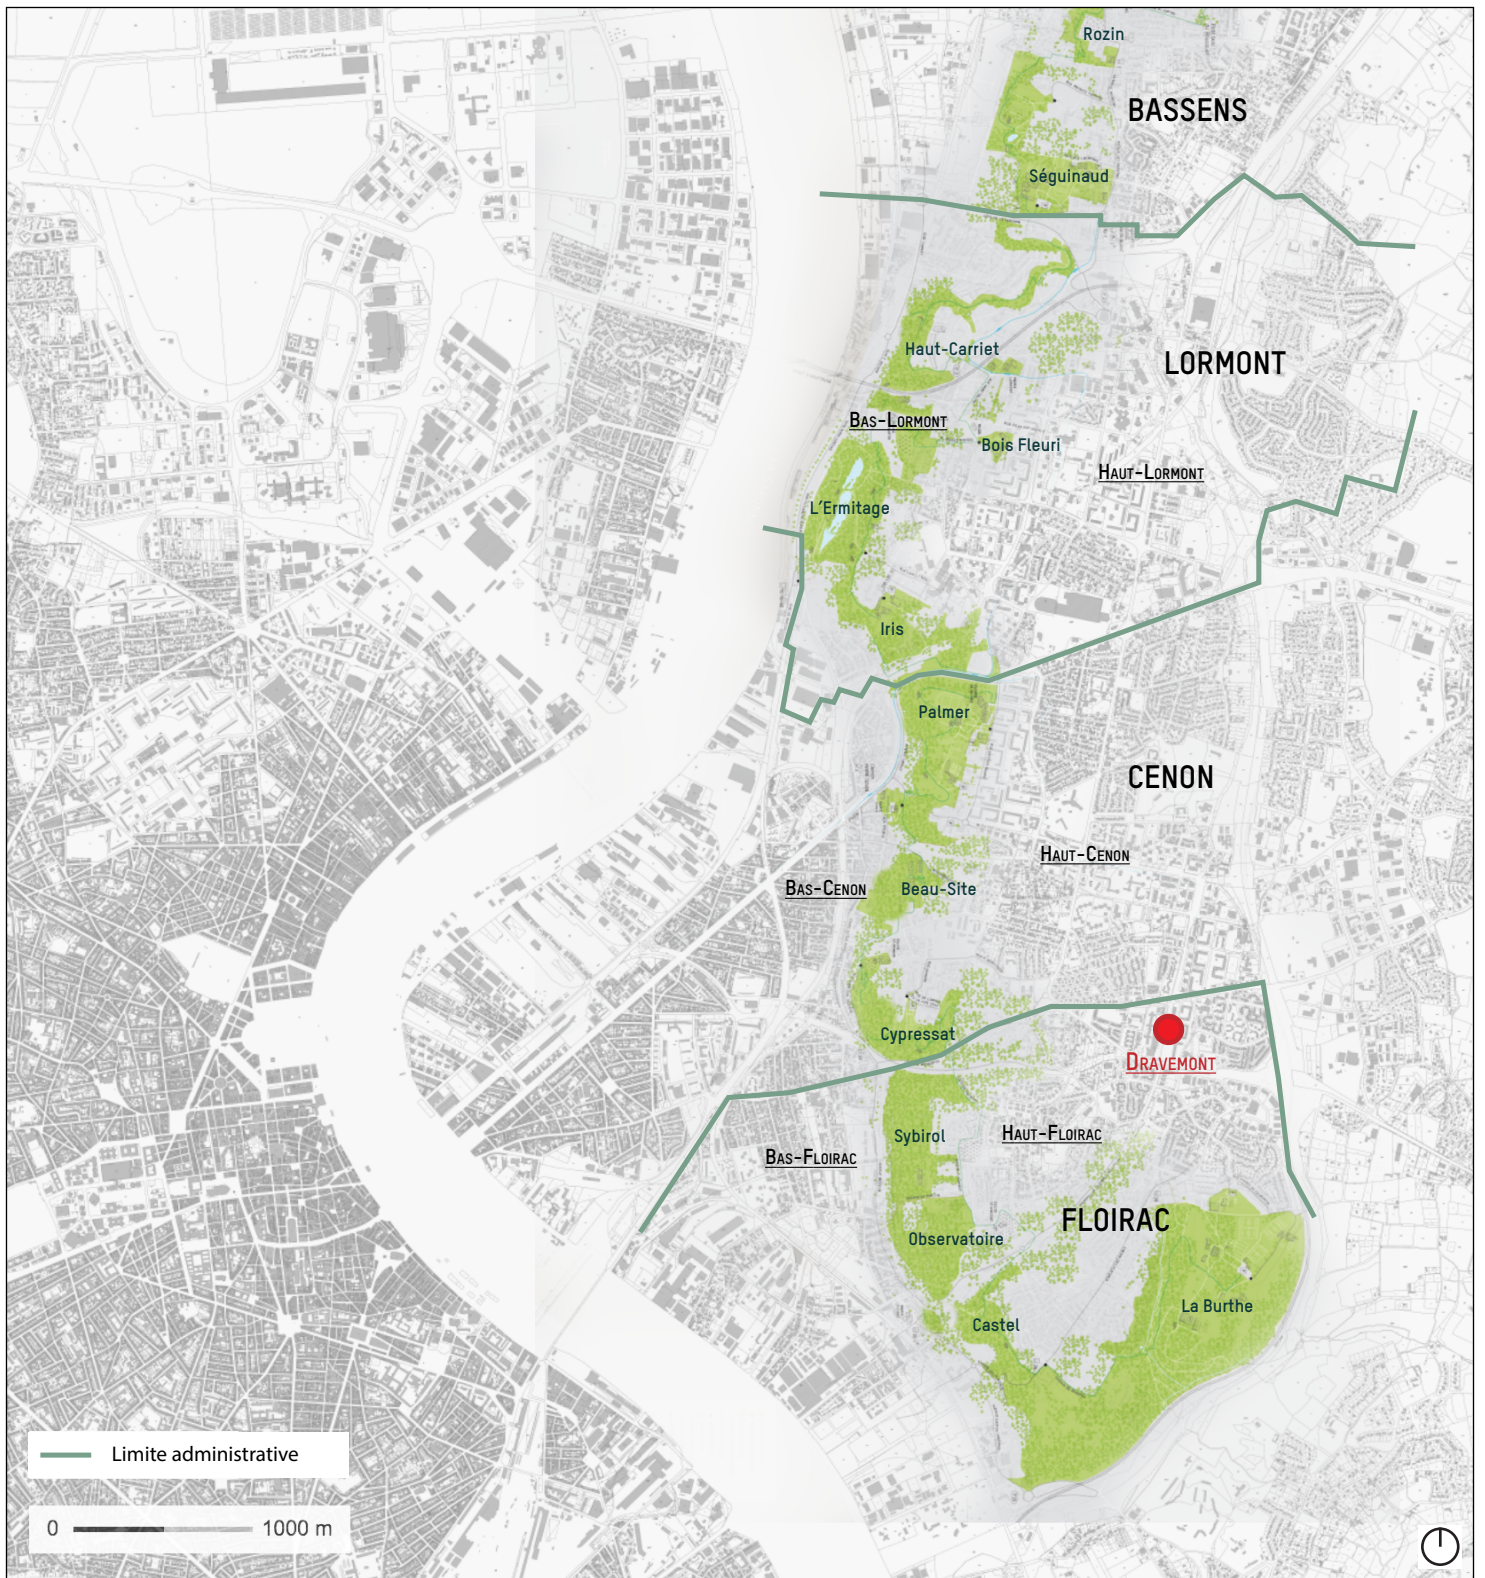 Rozin
BASSENS
Séguinaud
Haut-Carriet
LORMONT
Bas-Lormont
Bois Fleuri
Haut-Lormont
L'Ermitage
Iris
Palmer
CENON
Haut-Cenon
Bas-Cenon
Beau-Site
Cypressat
Dravemont
Sybirol
Haut-Floirac
Bas-Floirac
FLOIRAC
Observatoire
La Burthe
Castel
Limite administrative
0 1000 m